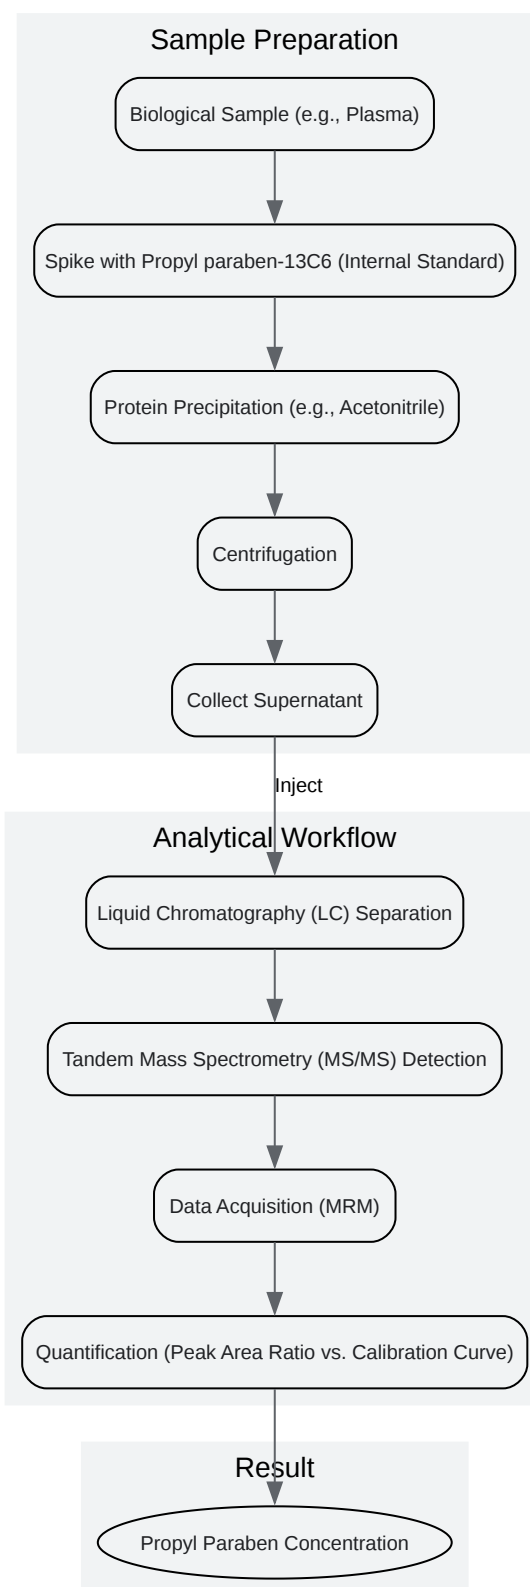 Sample Preparation
Biological Sample (e.g., Plasma)
Spike with Propyl paraben-13C6 (Internal Standard)
Protein Precipitation (e.g., Acetonitrile)
Centrifugation
Collect Supernatant
Inject
Analytical Workflow
Liquid Chromatography (LC) Separation
Tandem Mass Spectrometry (MS/MS) Detection
Data Acquisition (MRM)
Quantification (Peak Area Ratio vs. Calibration Curve)
Result
Propyl Paraben Concentration